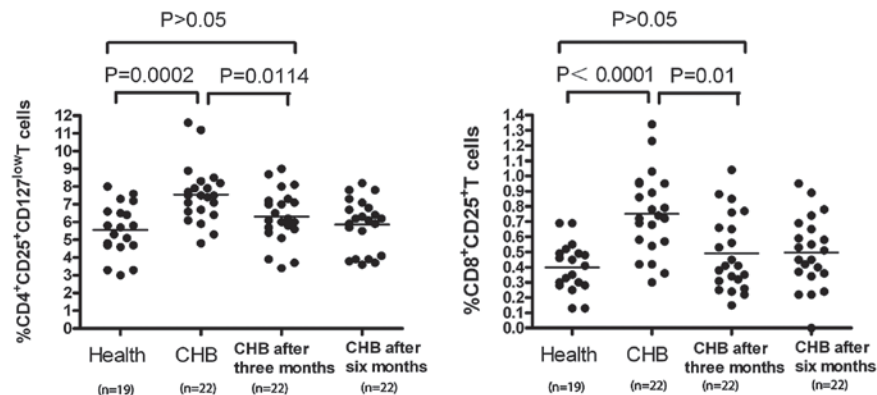 P>0.05
P=0.0002 P=0.0114
%CD4+CD25+CD127lowT cells
12
11
10
9
8
7
6
5
4
3
2
1
0
Health CHB CHB after three months CHB after six months
(n=19) (n=22) (n=22) (n=22)
P>0.05
P< 0.0001 P=0.01
%CD8+CD25+T cells
1.4
1.3
1.2
1.1
1.0
0.9
0.8
0.7
0.6
0.5
0.4
0.3
0.2
0.1
0.0
Health CHB CHB after three months CHB after six months
(n=19) (n=22) (n=22) (n=22)